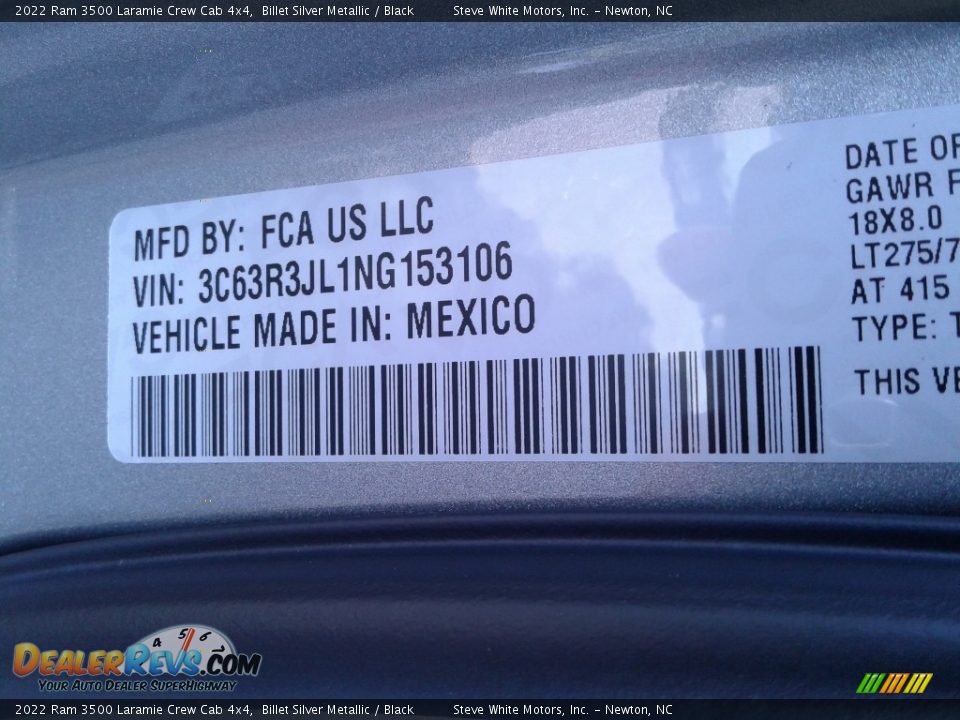 2022 Ram 3500 Laramie Crew Cab 4x4, Billet Silver Metallic / Black Steve White Motors, Inc. - Newton, NC
MFD BY: FCA US LLC
VIN: 3C63R3JL1NG153106
VEHICLE MADE IN: MEXICO
DATE OF
GAWR F
18X8.0
LT275/7
AT 415
TYPE: T
THIS VE
4 5 6
DEALERREVS.COM
YOUR AUTO DEALER SUPERHIGHWAY
2022 Ram 3500 Laramie Crew Cab 4x4, Billet Silver Metallic / Black Steve White Motors, Inc. - Newton, NC